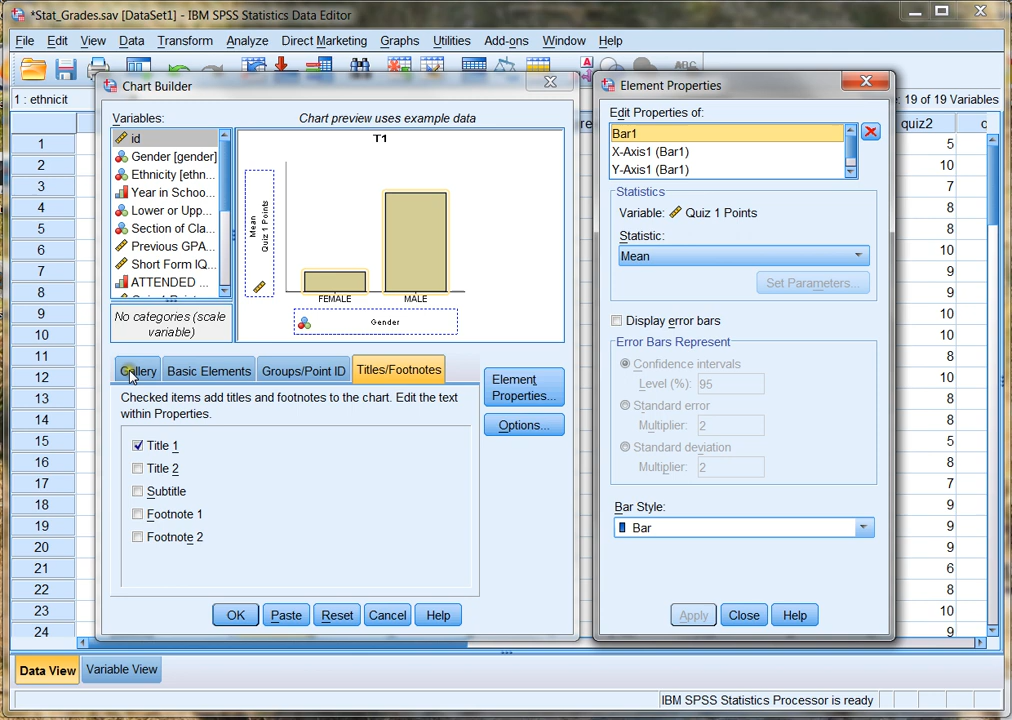 *Stat_Grades.sav [DataSet1] - IBM SPSS Statistics Data Editor
File Edit View Data Transform Analyze Direct Marketing Graphs Utilities Add-ons Window Help
1 : ethnicit
: 19 of 19 Variables
quiz2
1 5
2 10
3 7
4 8
5 8
6 10
7 9
8 9
9 10
10 10
11 9
12 10
13 8
14 8
15 5
16 8
17 7
18 9
19 9
20 9
21 6
22 8
23 10
24 9
Data View Variable View
IBM SPSS Statistics Processor is ready
Chart Builder
Variables:
id
Gender [gender]
Ethnicity [ethn...
Year in Schoo...
Lower or Upp...
Section of Cla...
Previous GPA...
Short Form IQ...
ATTENDED ...
No categories (scale
variable)
Chart preview uses example data
T1
Mean
Quiz 1 Points
FEMALE MALE
Gender
Gallery Basic Elements Groups/Point ID Titles/Footnotes
Checked items add titles and footnotes to the chart. Edit the text
within Properties.
Title 1
Title 2
Subtitle
Footnote 1
Footnote 2
Element
Properties...
Options...
OK Paste Reset Cancel Help
Element Properties
Edit Properties of:
Bar1
X-Axis1 (Bar1)
Y-Axis1 (Bar1)
Statistics
Variable: Quiz 1 Points
Statistic:
Mean
Set Parameters...
Display error bars
Error Bars Represent
Confidence intervals
Level (%): 95
Standard error
Multiplier: 2
Standard deviation
Multiplier: 2
Bar Style:
Bar
Apply Close Help